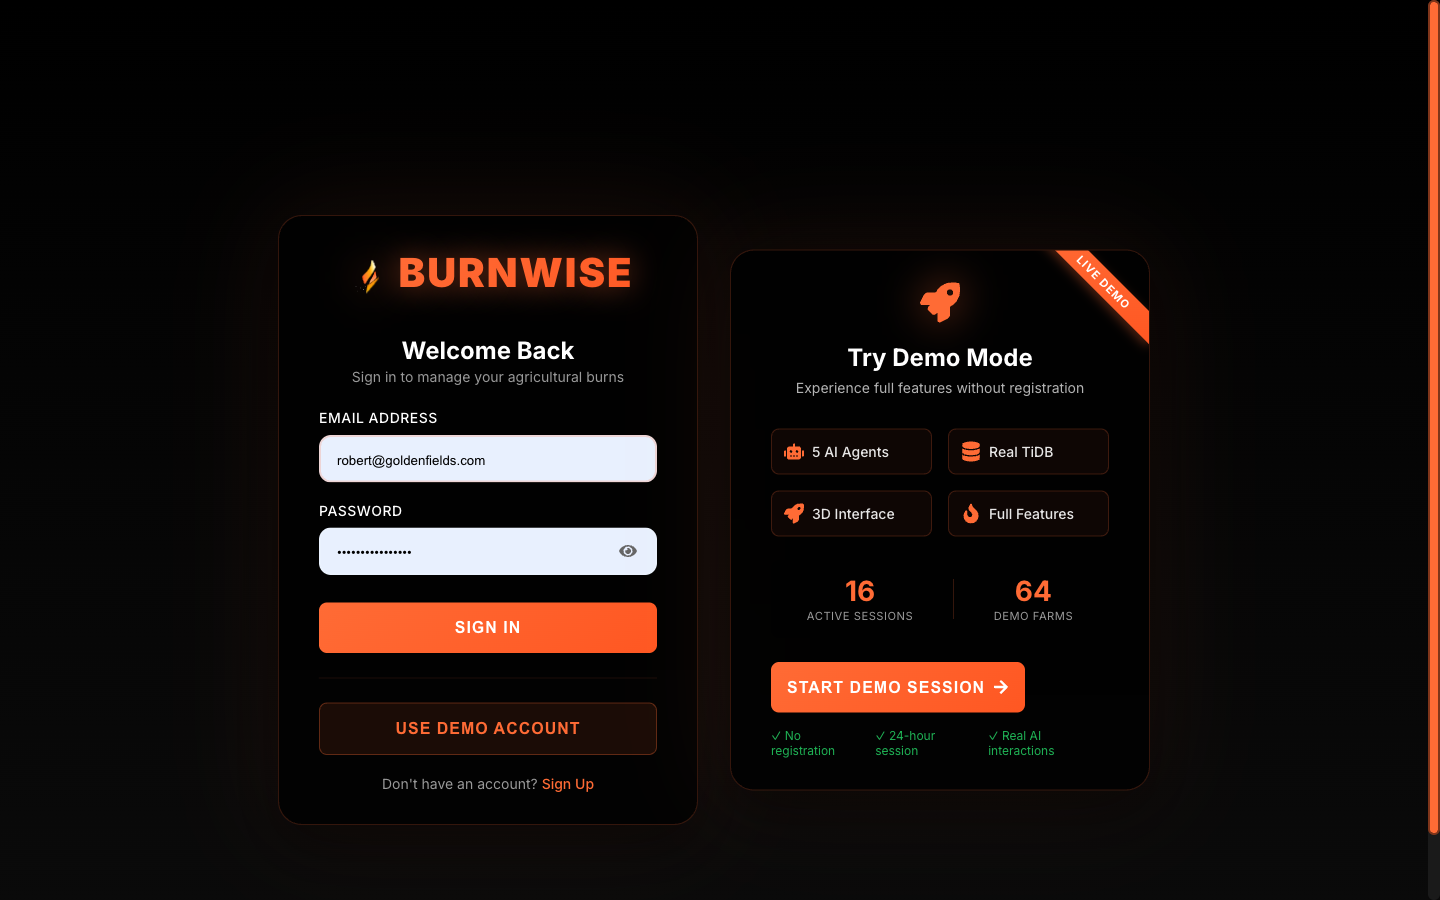 BURNWISE
Welcome Back
Sign in to manage your agricultural burns
EMAIL ADDRESS
robert@goldenfields.com
PASSWORD
••••••••••••••••
SIGN IN
USE DEMO ACCOUNT
Don't have an account? Sign Up
LIVE DEMO
Try Demo Mode
Experience full features without registration
5 AI Agents
Real TiDB
3D Interface
Full Features
16
ACTIVE SESSIONS
64
DEMO FARMS
START DEMO SESSION →
✓ No
registration
✓ 24-hour
session
✓ Real AI
interactions